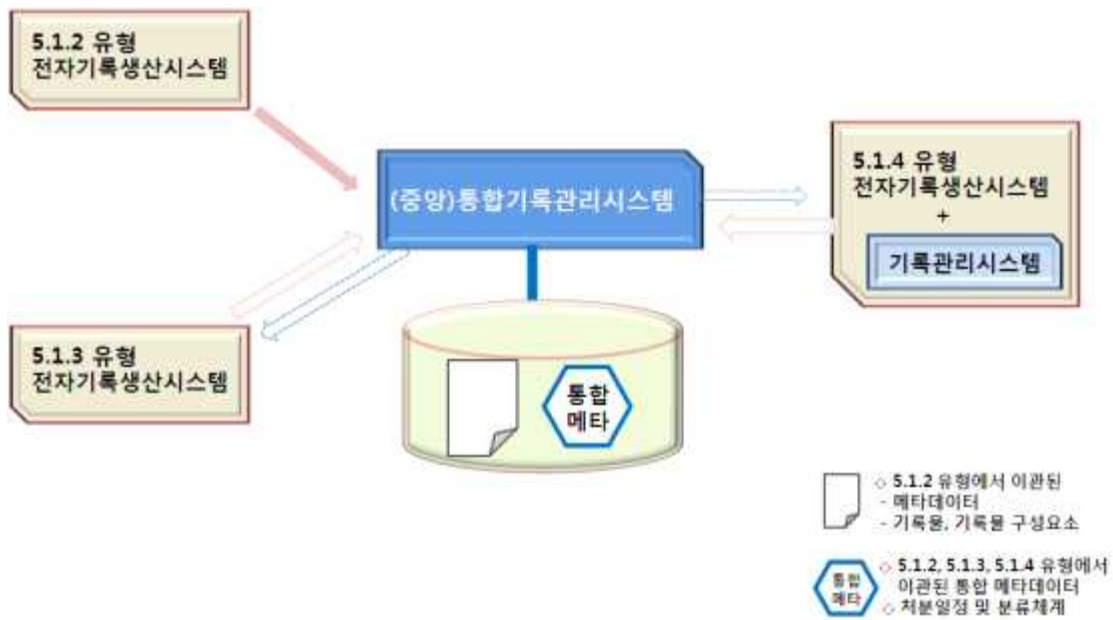 5.1.2 유형
전자기록생산시스템
(중앙)통합기록관리시스템
5.1.4 유형
전자기록생산시스템
+
기록관리시스템
5.1.3 유형
전자기록생산시스템
통합
메타
◇ 5.1.2 유형에서 이관된
- 메타데이터
- 기록물, 기록물 구성요소
통합
메타
◇ 5.1.2, 5.1.3, 5.1.4 유형에서
이관된 통합 메타데이터
◇ 처분일정 및 분류체계